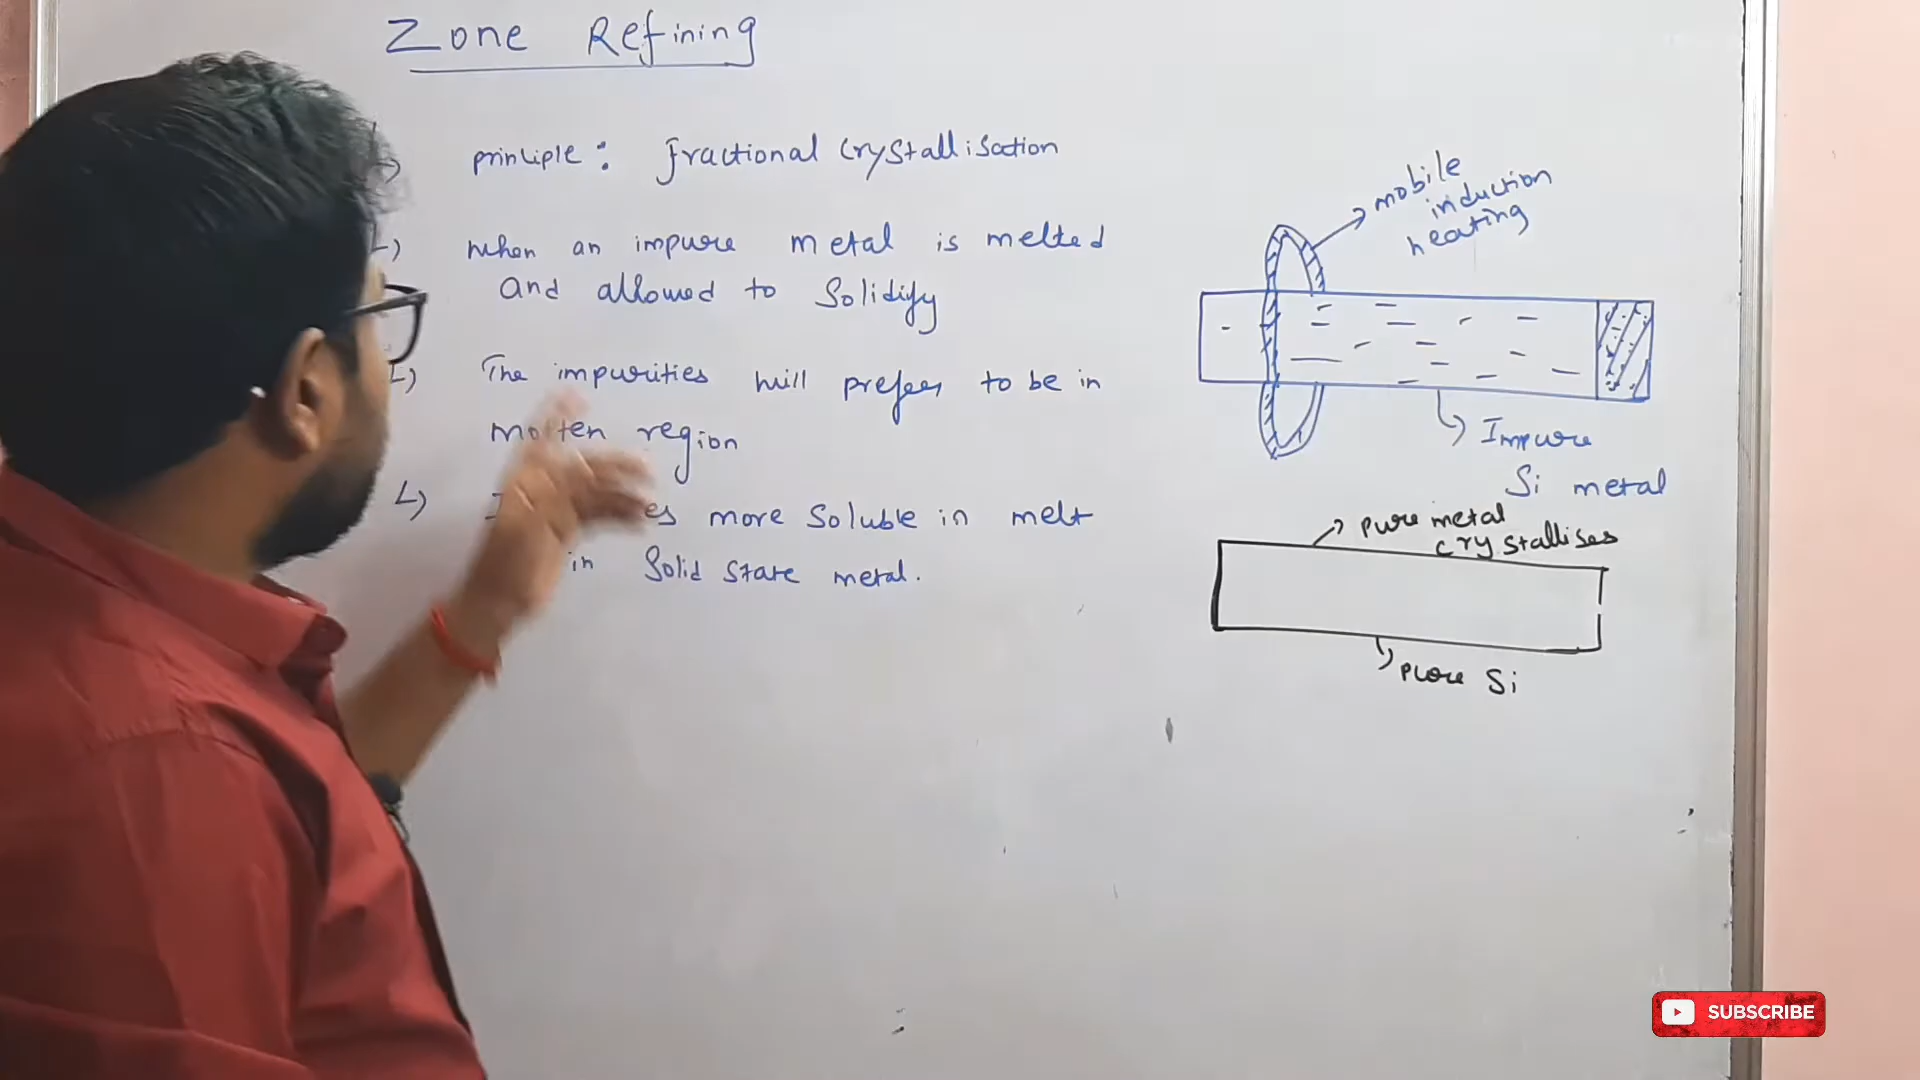 Zone Refining
principle: fractional crystallisation
when an impure metal is melted
and allowed to solidify
The impurities will prefer to be in
molten region
more soluble in melt
in solid state metal.
mobile
induction
heating
Impure
Si metal
pure metal
crystallises
pure Si
SUBSCRIBE